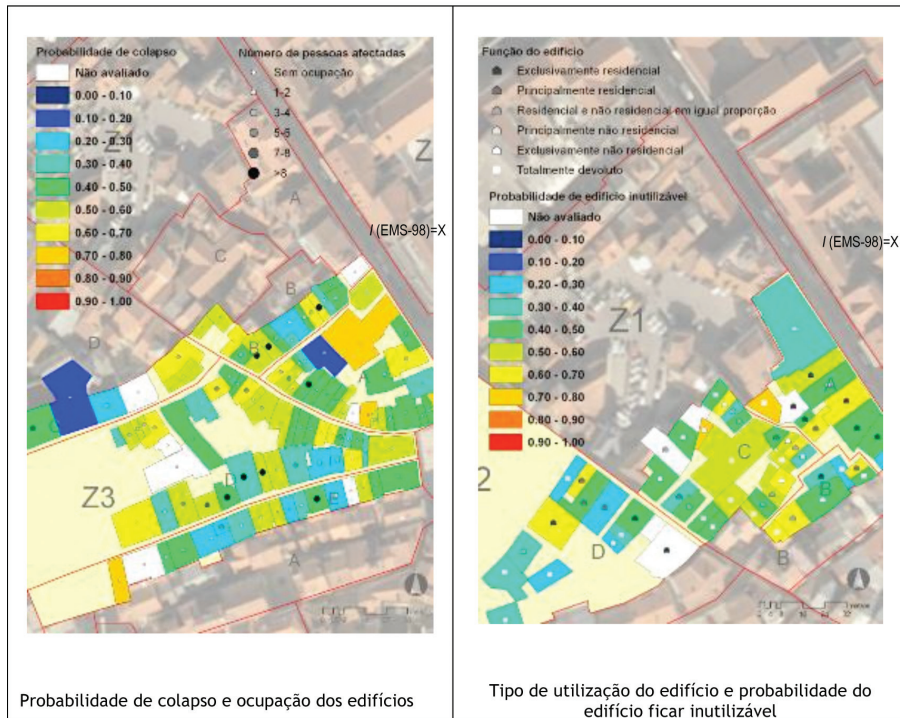 Probabilidade de colapso
Não avaliado
0.00 - 0.10
0.10 - 0.20
0.20 - 0.30
0.30 - 0.40
0.40 - 0.50
0.50 - 0.60
0.60 - 0.70
0.70 - 0.80
0.80 - 0.90
0.90 - 1.00
Número de pessoas afectadas
Sem ocupação
1-2
3-4
5-6
7-8
>8
Z
A
I (EMS-98)=X
C
B
D
B
D
E
Z3
A
Probabilidade de colapso e ocupação dos edifícios
Função do edifício
Exclusivamente residencial
Principalmente residencial
Residencial e não residencial em igual proporção
Principalmente não residencial
Exclusivamente não residencial
Totalmente devoluto
Probabilidade de edifício inutilizável
Não avaliado
0.00 - 0.10
0.10 - 0.20
0.20 - 0.30
0.30 - 0.40
0.40 - 0.50
0.50 - 0.60
0.60 - 0.70
0.70 - 0.80
0.80 - 0.90
0.90 - 1.00
I (EMS-98)=X
Z1
C
2
B
D
B
Tipo de utilização do edifício e probabilidade do
edifício ficar inutilizável